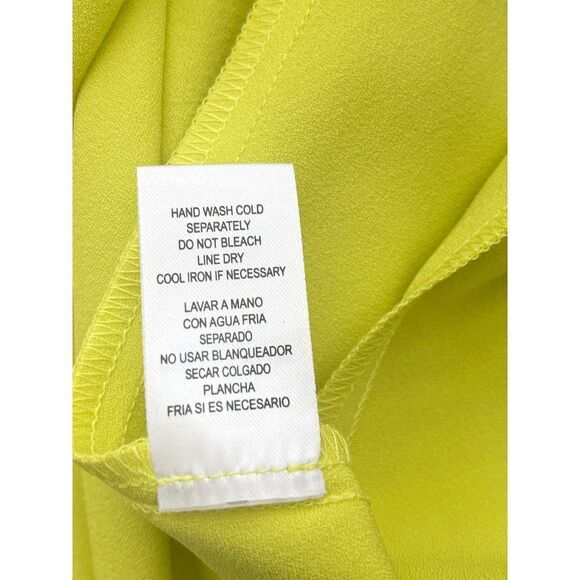 HAND WASH COLD
SEPARATELY
DO NOT BLEACH
LINE DRY
COOL IRON IF NECESSARY
LAVAR A MANO
CON AGUA FRIA
SEPARADO
NO USAR BLANQUEADOR
SECAR COLGADO
PLANCHA
FRIA SI ES NECESARIO